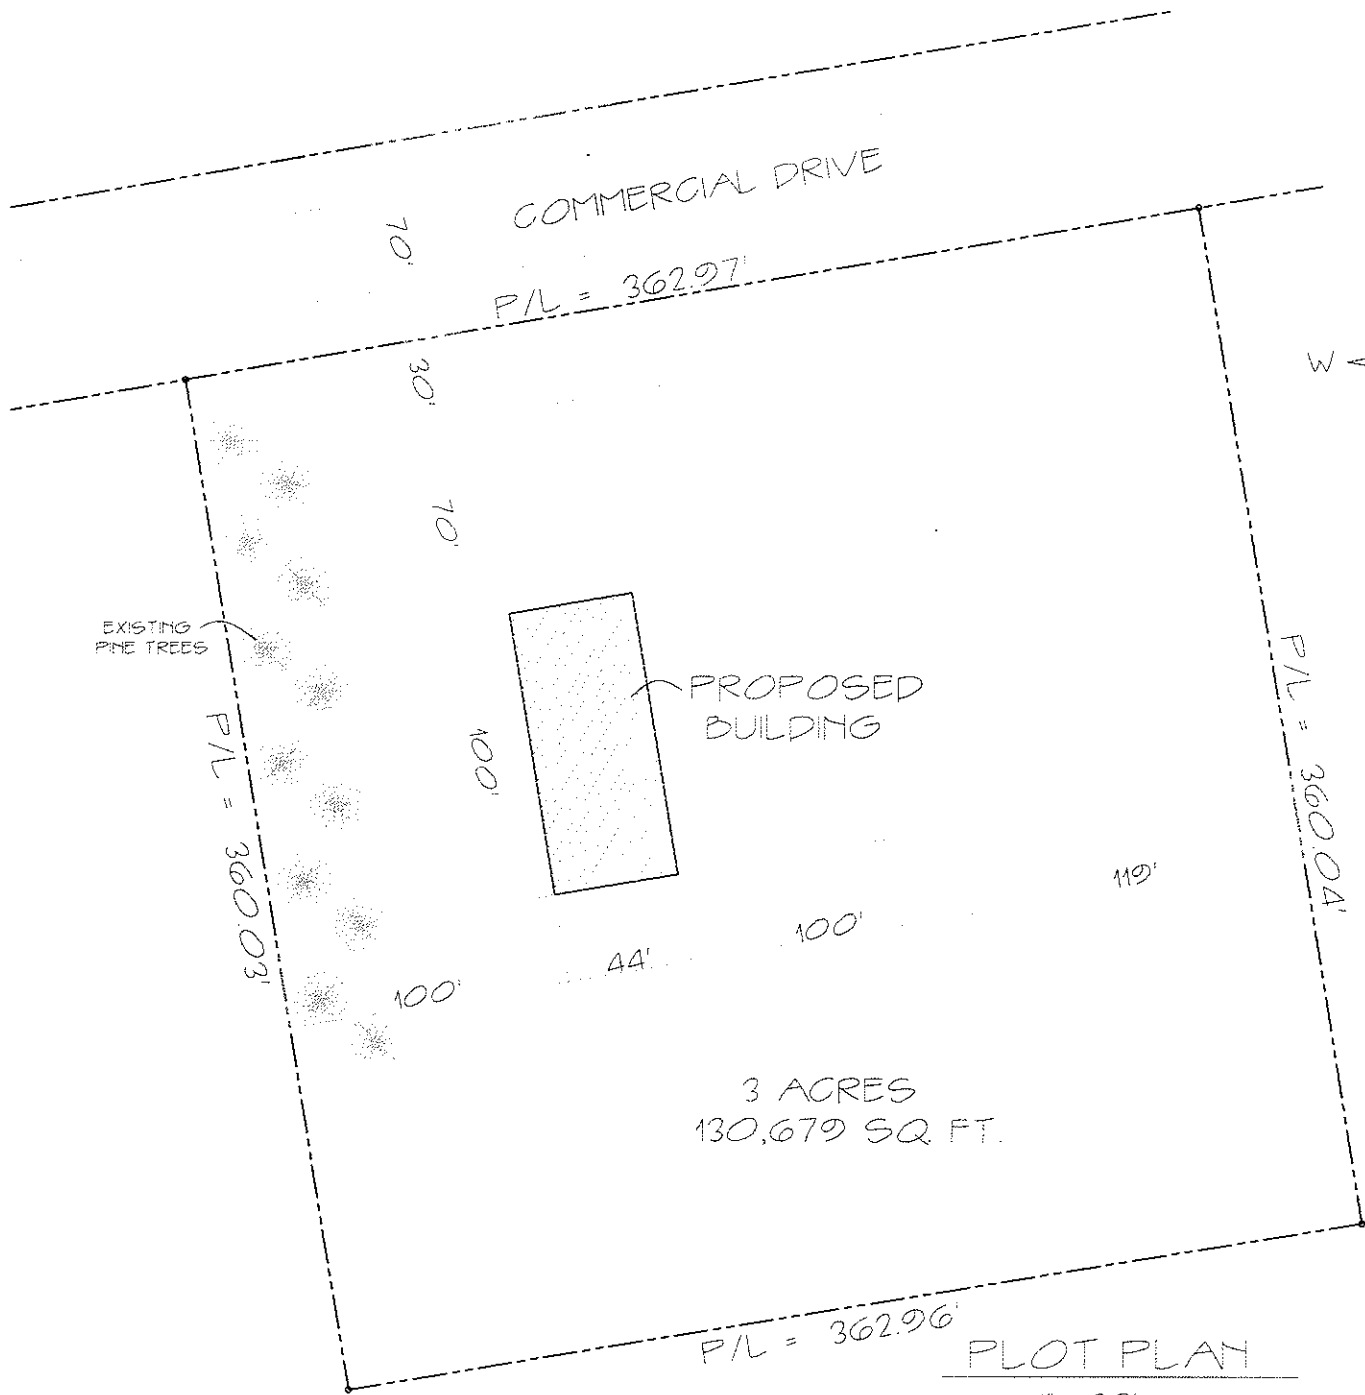 COMMERCIAL DRIVE
70'
P/L = 362.97'
30'
W
70'
EXISTING
PINE TREES
PROPOSED
BUILDING
P/L = 360.03'
100'
P/L = 360.04'
119'
100'
44'
100'
3 ACRES
130,679 SQ. FT.
P/L = 362.96'
PLOT PLAN